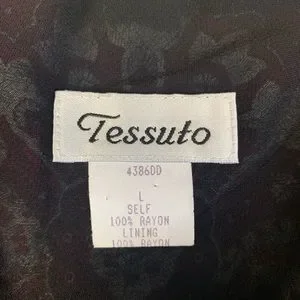 Tessuto
4386DD
L
SELF
100% RAYON
LINING
100% RAYON